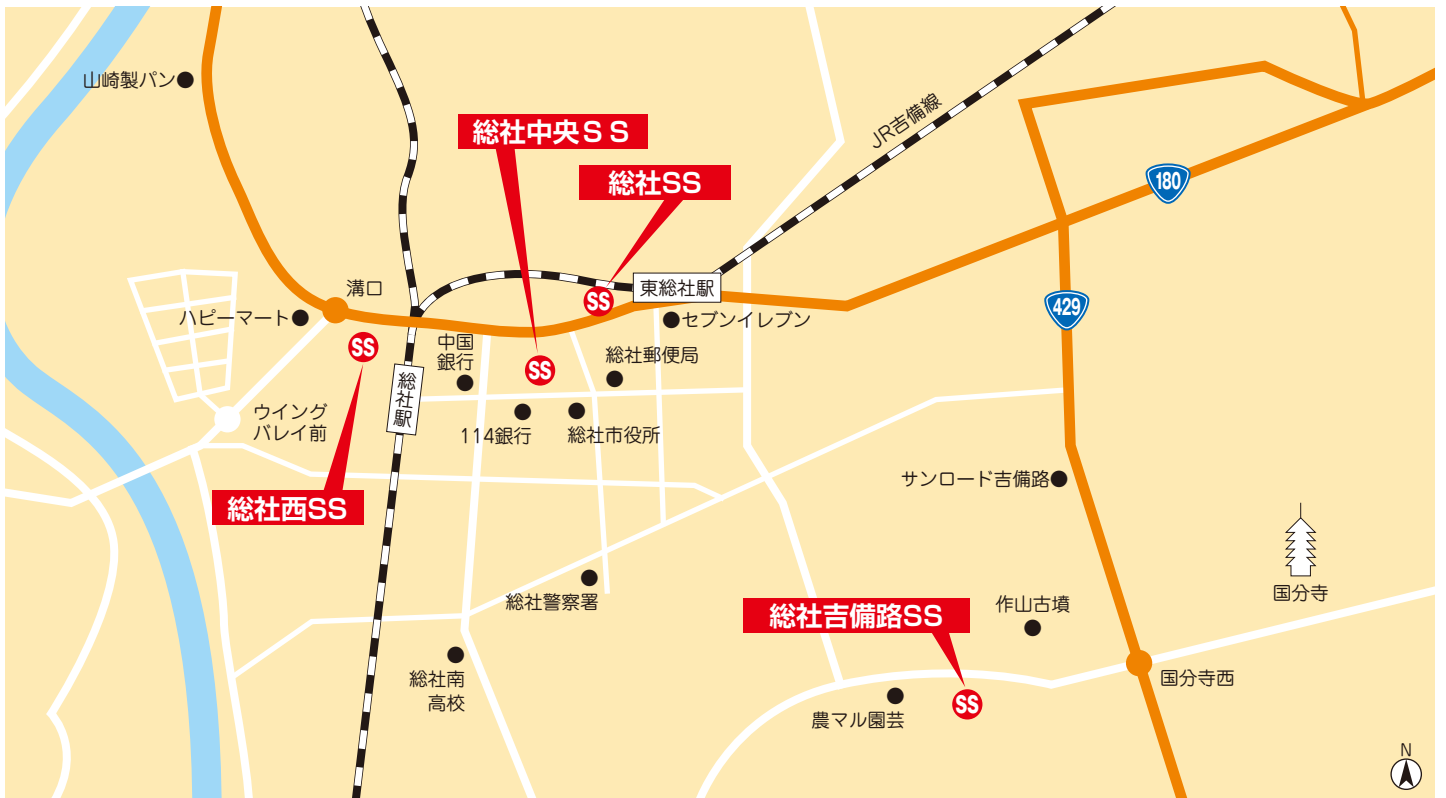 山崎製パン
総社中央ＳＳ
総社SS
JR吉備線
180
溝口
東総社駅
SS
ハピーマート
セブンイレブン
429
SS
中国
銀行
総社郵便局
SS
総社駅
ウイング
バレイ前
114銀行
総社市役所
サンロード吉備路
総社西SS
総社警察署
国分寺
総社吉備路SS
作山古墳
総社南
高校
国分寺西
農マル園芸
SS
N